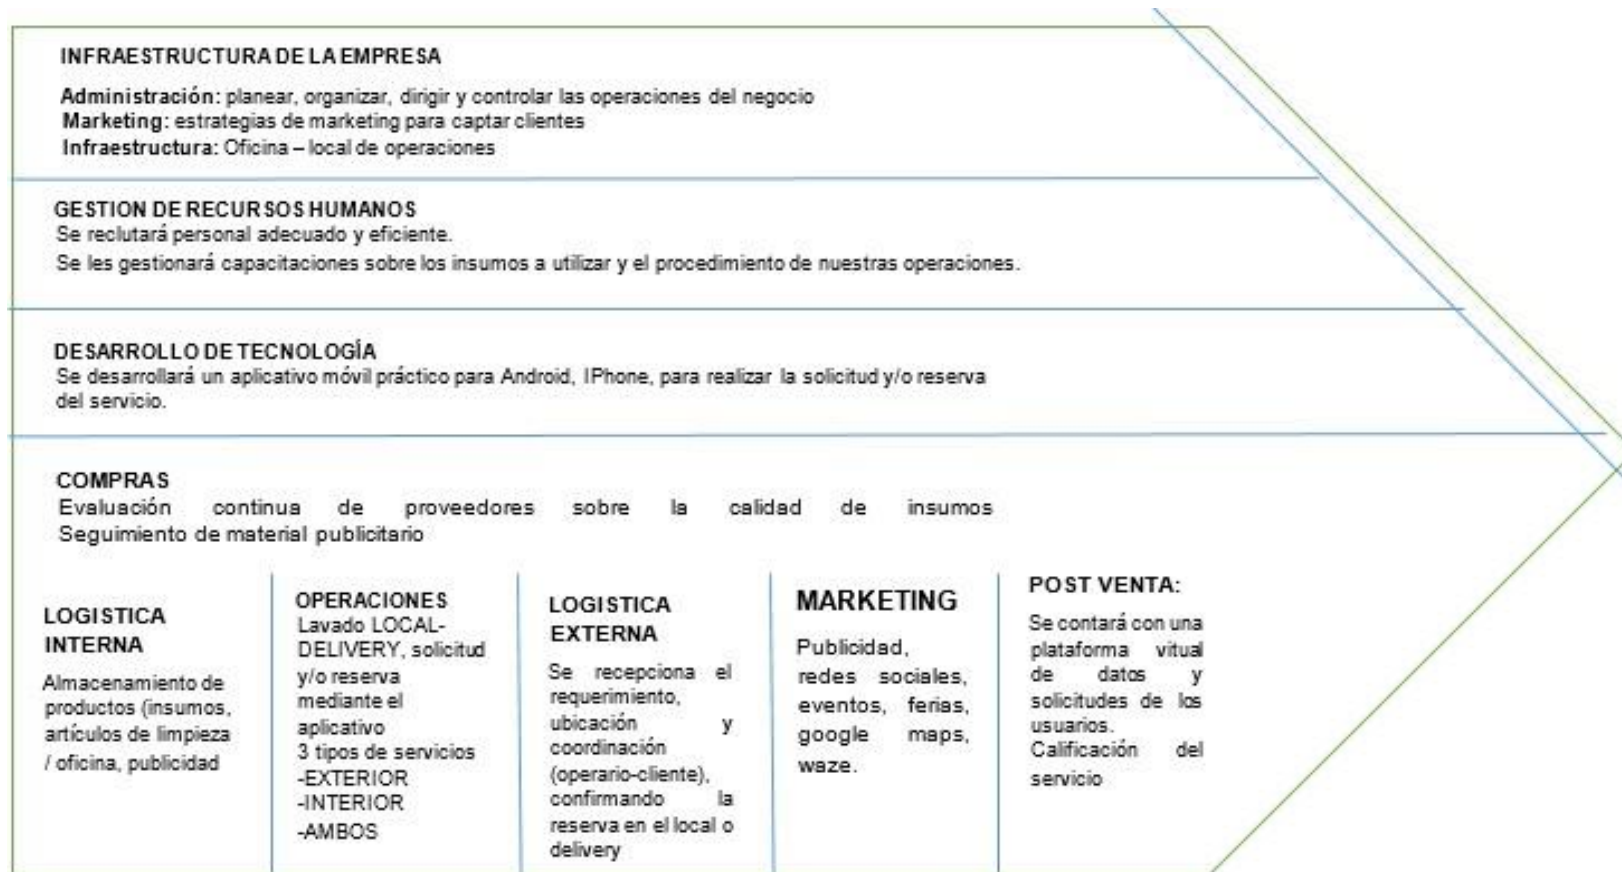 INFRAESTRUCTURA DE LA EMPRESA
Administración: planear, organizar, dirigir y controlar las operaciones del negocio
Marketing: estrategias de marketing para captar clientes
Infraestructura: Oficina – local de operaciones
GESTION DE RECURSOS HUMANOS
Se reclutará personal adecuado y eficiente.
Se les gestionará capacitaciones sobre los insumos a utilizar y el procedimiento de nuestras operaciones.
DESARROLLO DE TECNOLOGÍA
Se desarrollará un aplicativo móvil práctico para Android, IPhone, para realizar la solicitud y/o reserva
del servicio.
COMPRAS
Evaluación continua de proveedores sobre la calidad de insumos
Seguimiento de material publicitario
LOGISTICA
INTERNA
Almacenamiento de
productos (insumos,
artículos de limpieza
/ oficina, publicidad
OPERACIONES
Lavado LOCAL-
DELIVERY, solicitud
y/o reserva
mediante el
aplicativo
3 tipos de servicios
-EXTERIOR
-INTERIOR
-AMBOS
LOGISTICA
EXTERNA
Se recepciona el
requerimiento,
ubicación y
coordinación
(operario-cliente),
confirmando la
reserva en el local o
delivery
MARKETING
Publicidad,
redes sociales,
eventos, ferias,
google maps,
waze.
POST VENTA:
Se contará con una
plataforma vitual
de datos y
solicitudes de los
usuarios.
Calificación del
servicio